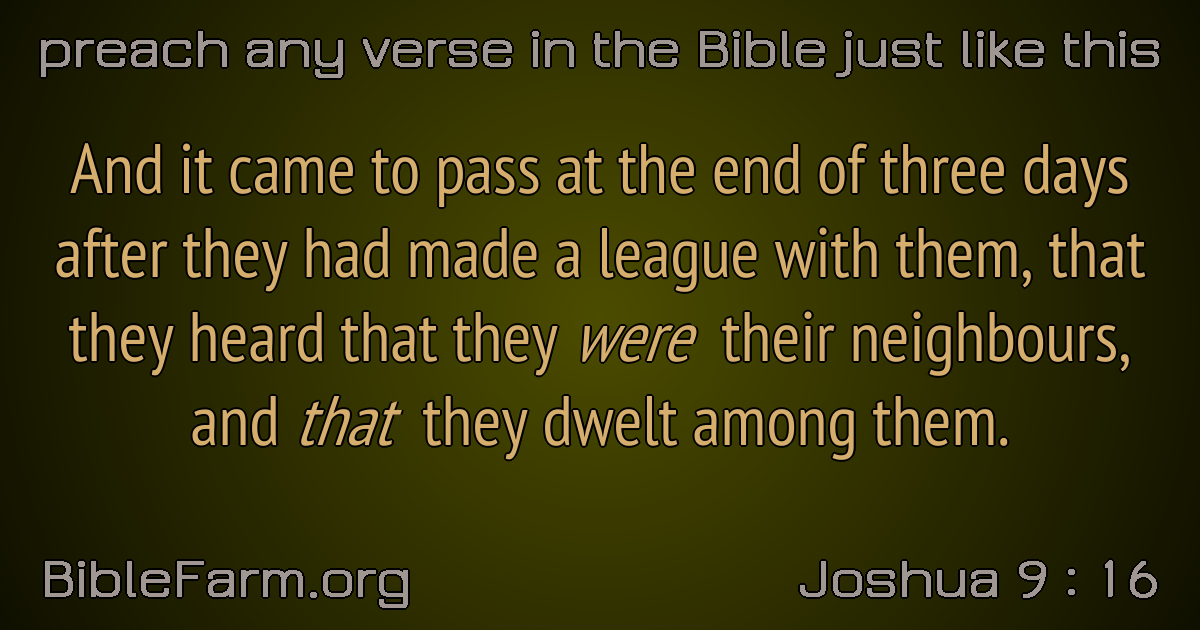 preach any verse in the Bible just like this
And it came to pass at the end of three days
after they had made a league with them, that
they heard that they were their neighbours,
and that they dwelt among them.
BibleFarm.org
Joshua 9 : 16